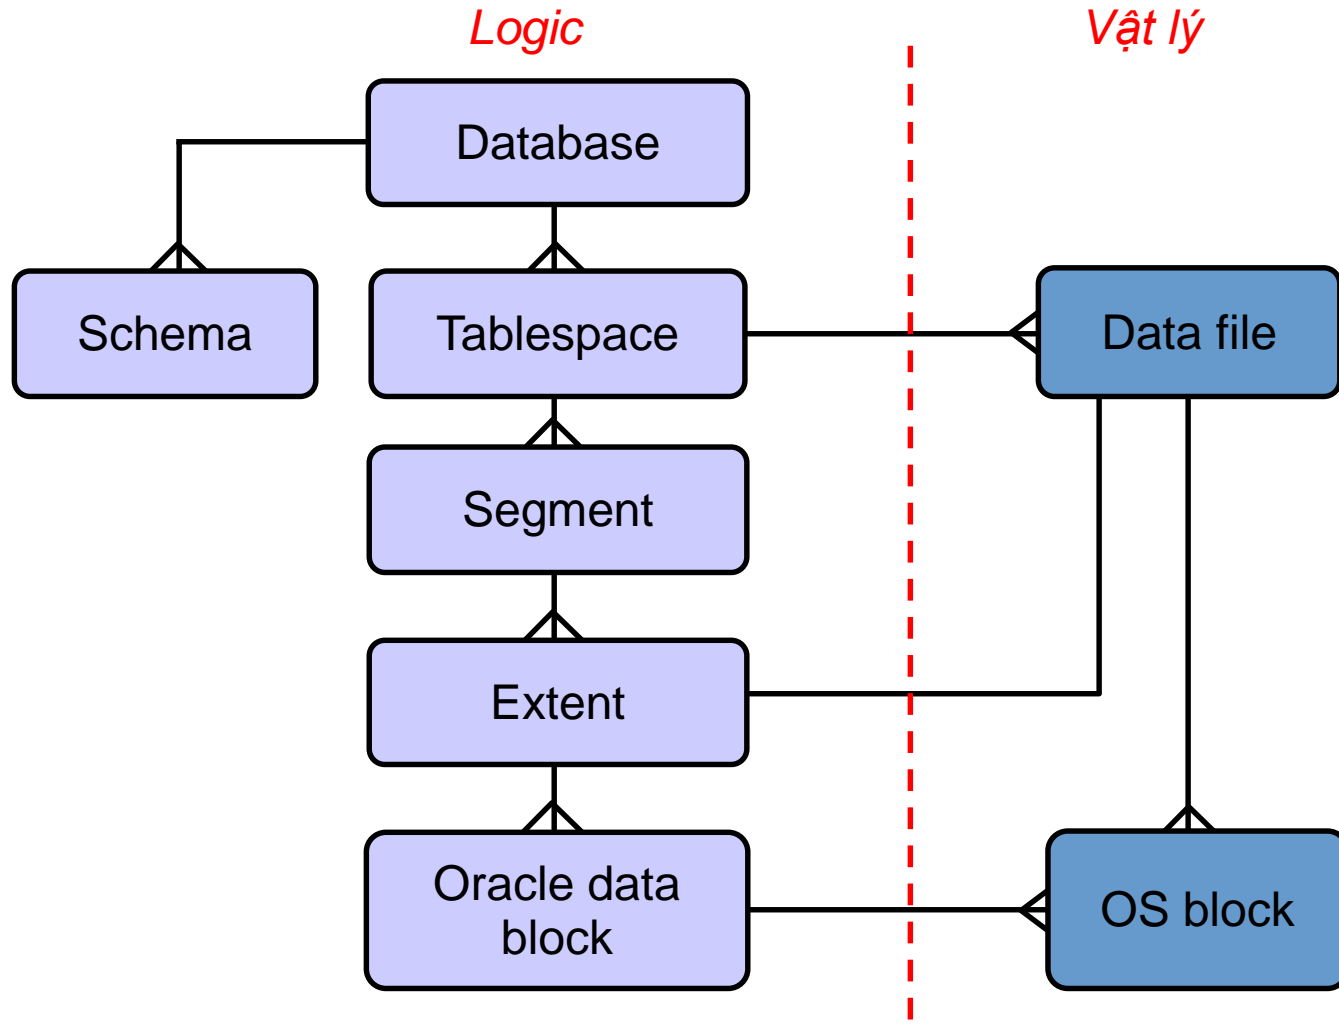 Logic
Vật lý
Database
Schema
Tablespace
Data file
Segment
Extent
Oracle data
block
OS block